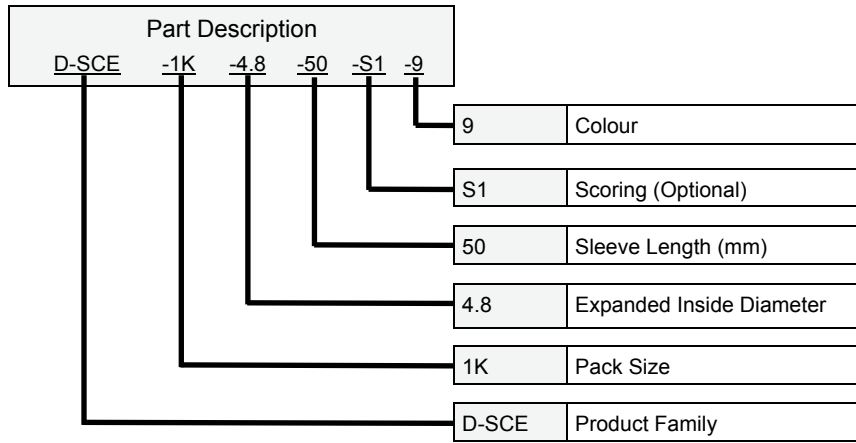 Part Description
D-SCE -1K -4.8 -50 -S1 -9
9 Colour
S1 Scoring (Optional)
50 Sleeve Length (mm)
4.8 Expanded Inside Diameter
1K Pack Size
D-SCE Product Family